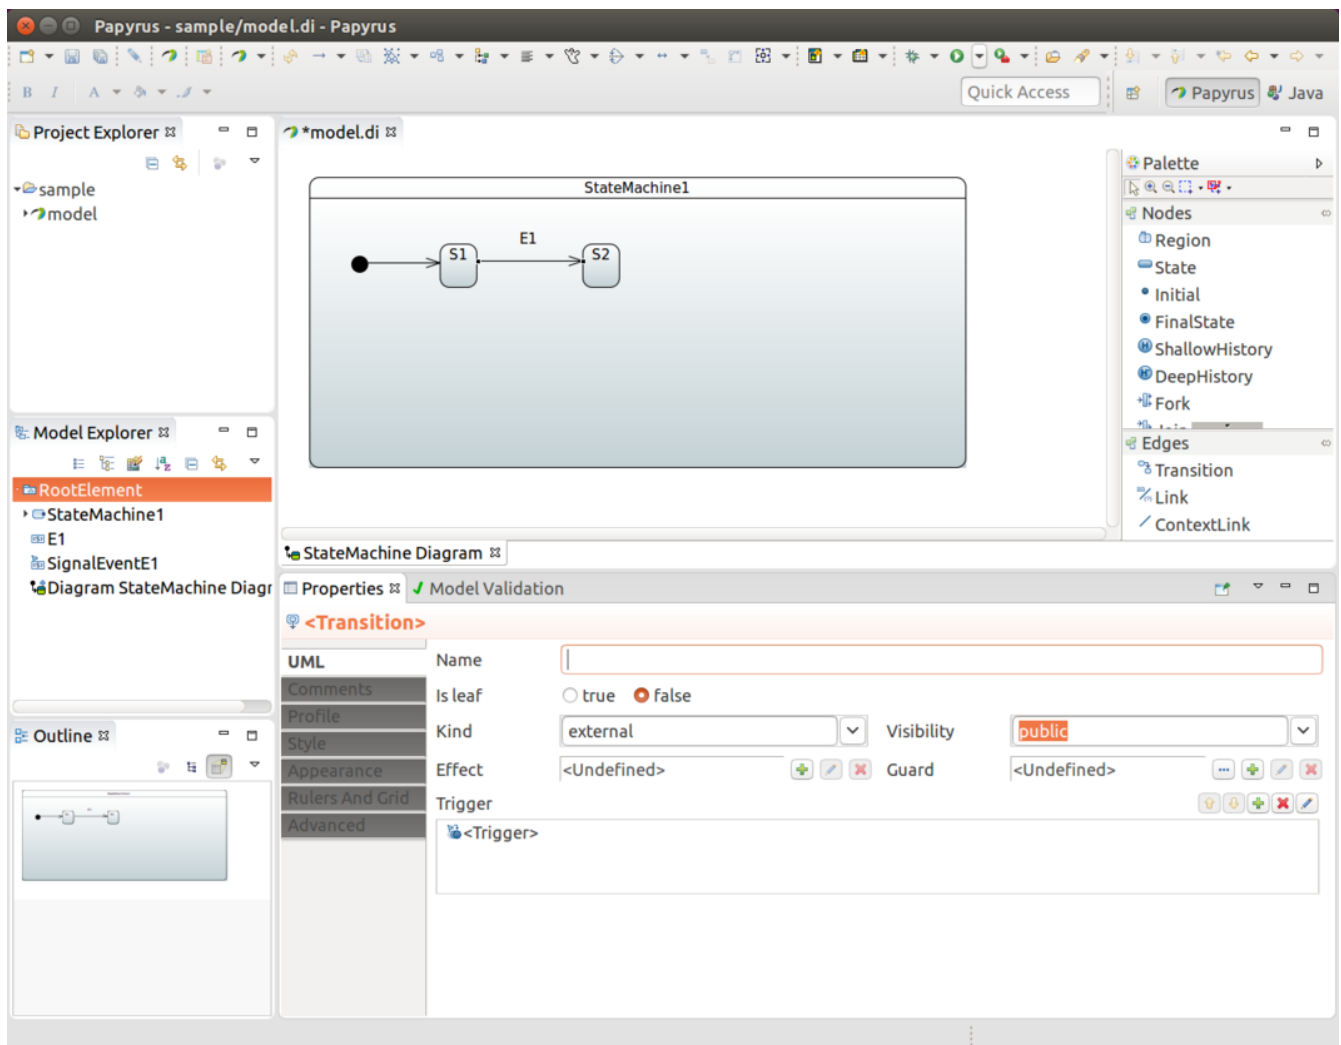 Papyrus - sample/model.di - Papyrus
B I A
Quick Access
Papyrus
Java
Project Explorer
sample
model
*model.di
StateMachine1
E1
S1
S2
Palette
Nodes
Region
State
Initial
FinalState
ShallowHistory
DeepHistory
Fork
Edges
Transition
Link
ContextLink
Model Explorer
RootElement
StateMachine1
E1
SignalEventE1
Diagram StateMachine Diagr
StateMachine Diagram
Outline
Properties
Model Validation
<Transition>
UML
Comments
Profile
Style
Appearance
Rulers And Grid
Advanced
Name
Is leaf
true
false
Kind
external
Visibility
public
Effect
<Undefined>
Guard
<Undefined>
Trigger
<Trigger>